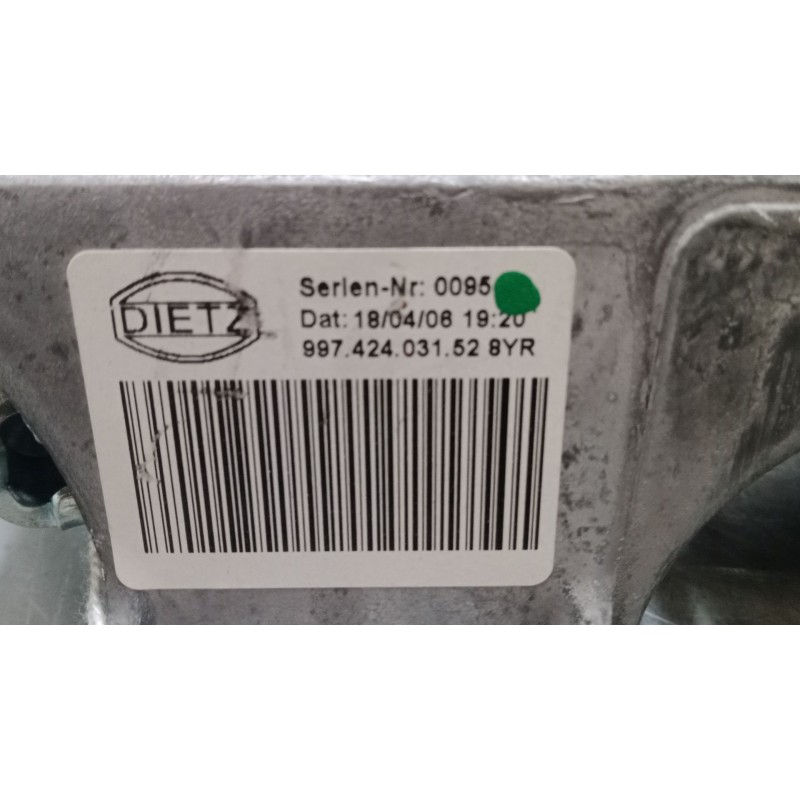 DIETZ
Serien-Nr: 0095
Dat: 18/04/06 19:20
997.424.031.52 8YR